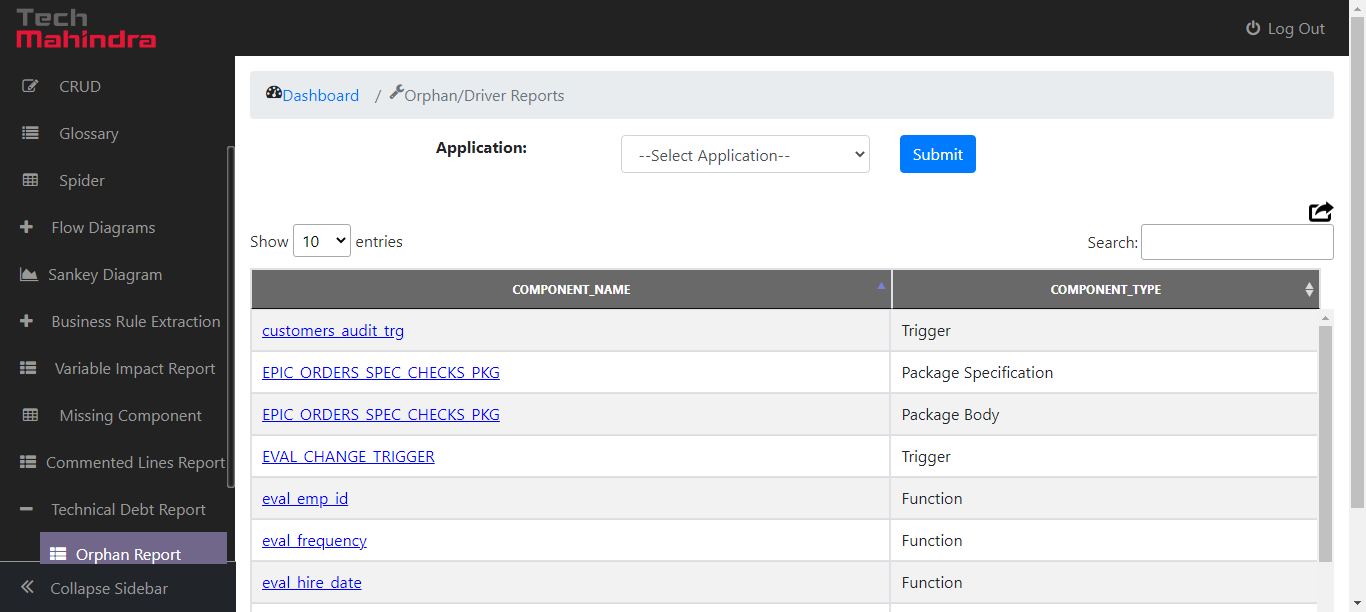 Tech
Mahindra
Log Out
CRUD
Glossary
Spider
Flow Diagrams
Sankey Diagram
Business Rule Extraction
Variable Impact Report
Missing Component
Commented Lines Report
Technical Debt Report
Orphan Report
Collapse Sidebar
Dashboard / Orphan/Driver Reports
Application: --Select Application-- Submit
Show 10 entries Search:
COMPONENT_NAME COMPONENT_TYPE
customers_audit_trg Trigger
EPIC_ORDERS_SPEC_CHECKS_PKG Package Specification
EPIC_ORDERS_SPEC_CHECKS_PKG Package Body
EVAL_CHANGE_TRIGGER Trigger
eval_emp_id Function
eval_frequency Function
eval_hire_date Function